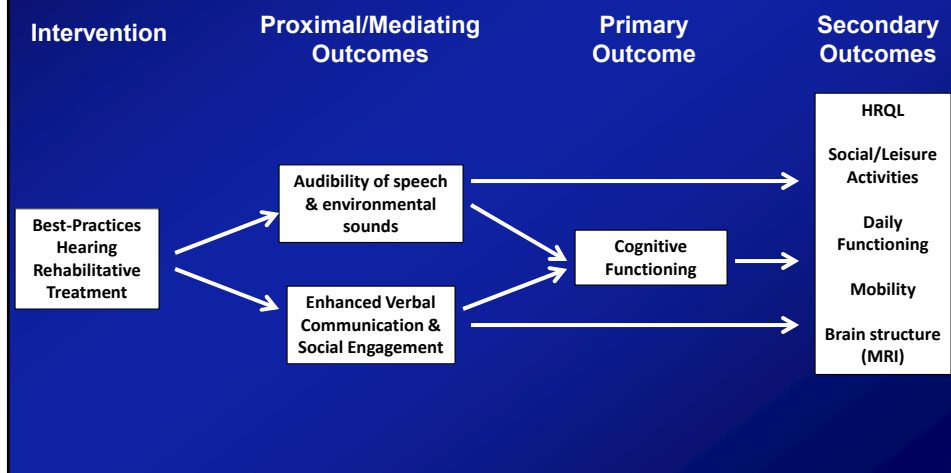 Intervention
Proximal/Mediating
Outcomes
Primary
Outcome
Secondary
Outcomes
Best-Practices
Hearing
Rehabilitative
Treatment
Audibility of speech
& environmental
sounds
Enhanced Verbal
Communication &
Social Engagement
Cognitive
Functioning
HRQL
Social/Leisure
Activities
Daily
Functioning
Mobility
Brain structure
(MRI)